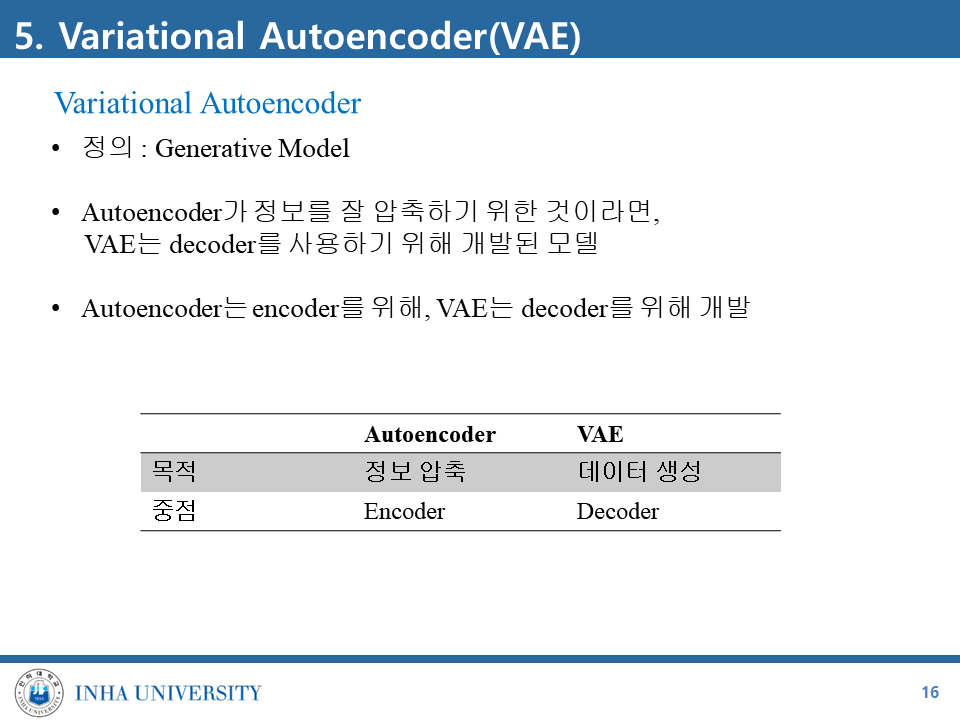 5. Variational Autoencoder(VAE)
Variational Autoencoder
• 정의 : Generative Model
• Autoencoder가 정보를 잘 압축하기 위한 것이라면,
VAE는 decoder를 사용하기 위해 개발된 모델
• Autoencoder는 encoder를 위해, VAE는 decoder를 위해 개발
Autoencoder VAE
목적 정보 압축 데이터 생성
중점 Encoder Decoder
INHA UNIVERSITY
16